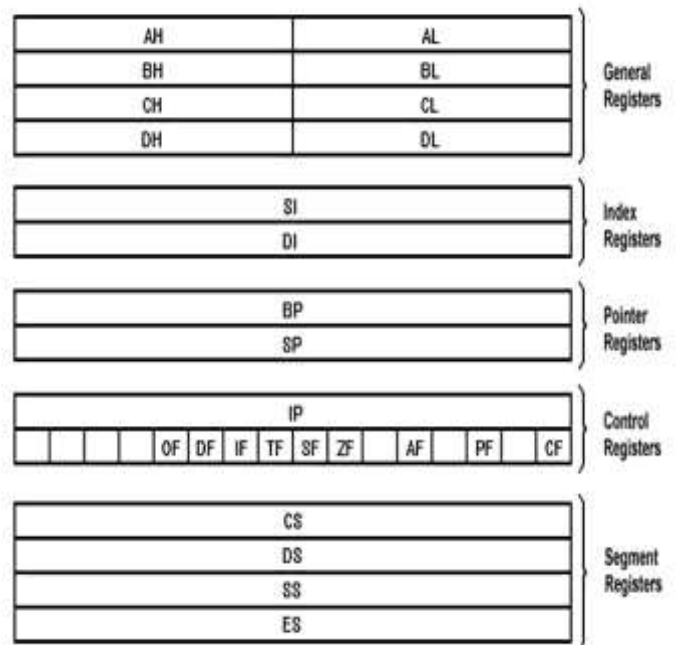 AH AL
BH BL
CH CL
DH DL
General
Registers
SI
DI
Index
Registers
BP
SP
Pointer
Registers
IP
OF DF IF TF SF ZF AF PF CF
Control
Registers
CS
DS
SS
ES
Segment
Registers